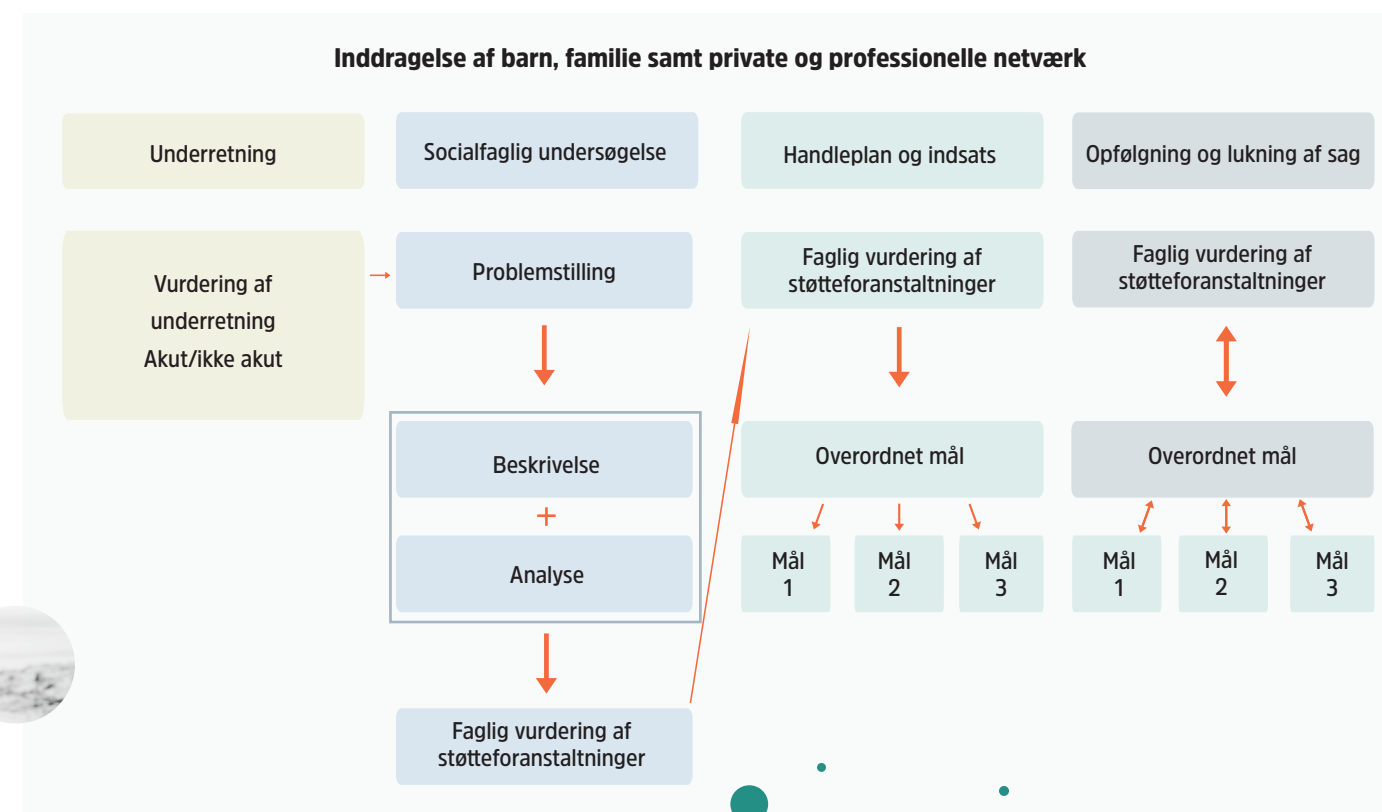 Inddragelse af barn, familie samt private og professionelle netværk
Underretning
Socialfaglig undersøgelse
Handleplan og indsats
Opfølgning og lukning af sag
Vurdering af
underretning
Akut/ikke akut
Problemstilling
Beskrivelse
+
Analyse
Faglig vurdering af
støtteforanstaltninger
Faglig vurdering af
støtteforanstaltninger
Overordnet mål
Mål
1
Mål
2
Mål
3
Faglig vurdering af
støtteforanstaltninger
Overordnet mål
Mål
1
Mål
2
Mål
3